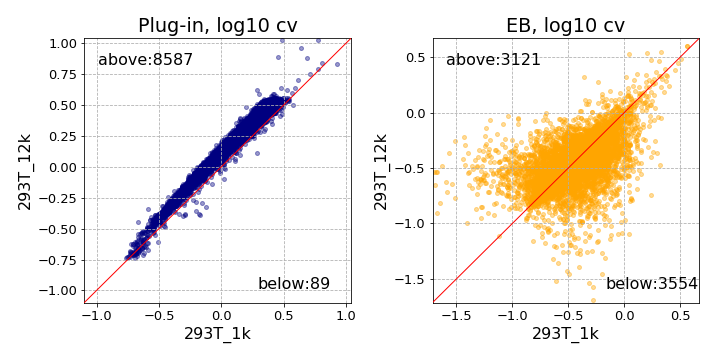 Plug-in, log10 cv
above:8587
1.00
0.75
0.50
0.25
0.00
−0.25
−0.50
−0.75
−1.00
293T_12k
below:89
−1.0
−0.5
0.0
0.5
1.0
293T_1k
EB, log10 cv
above:3121
0.5
0.0
−0.5
−1.0
−1.5
293T_12k
below:3554
−1.5
−1.0
−0.5
0.0
0.5
293T_1k